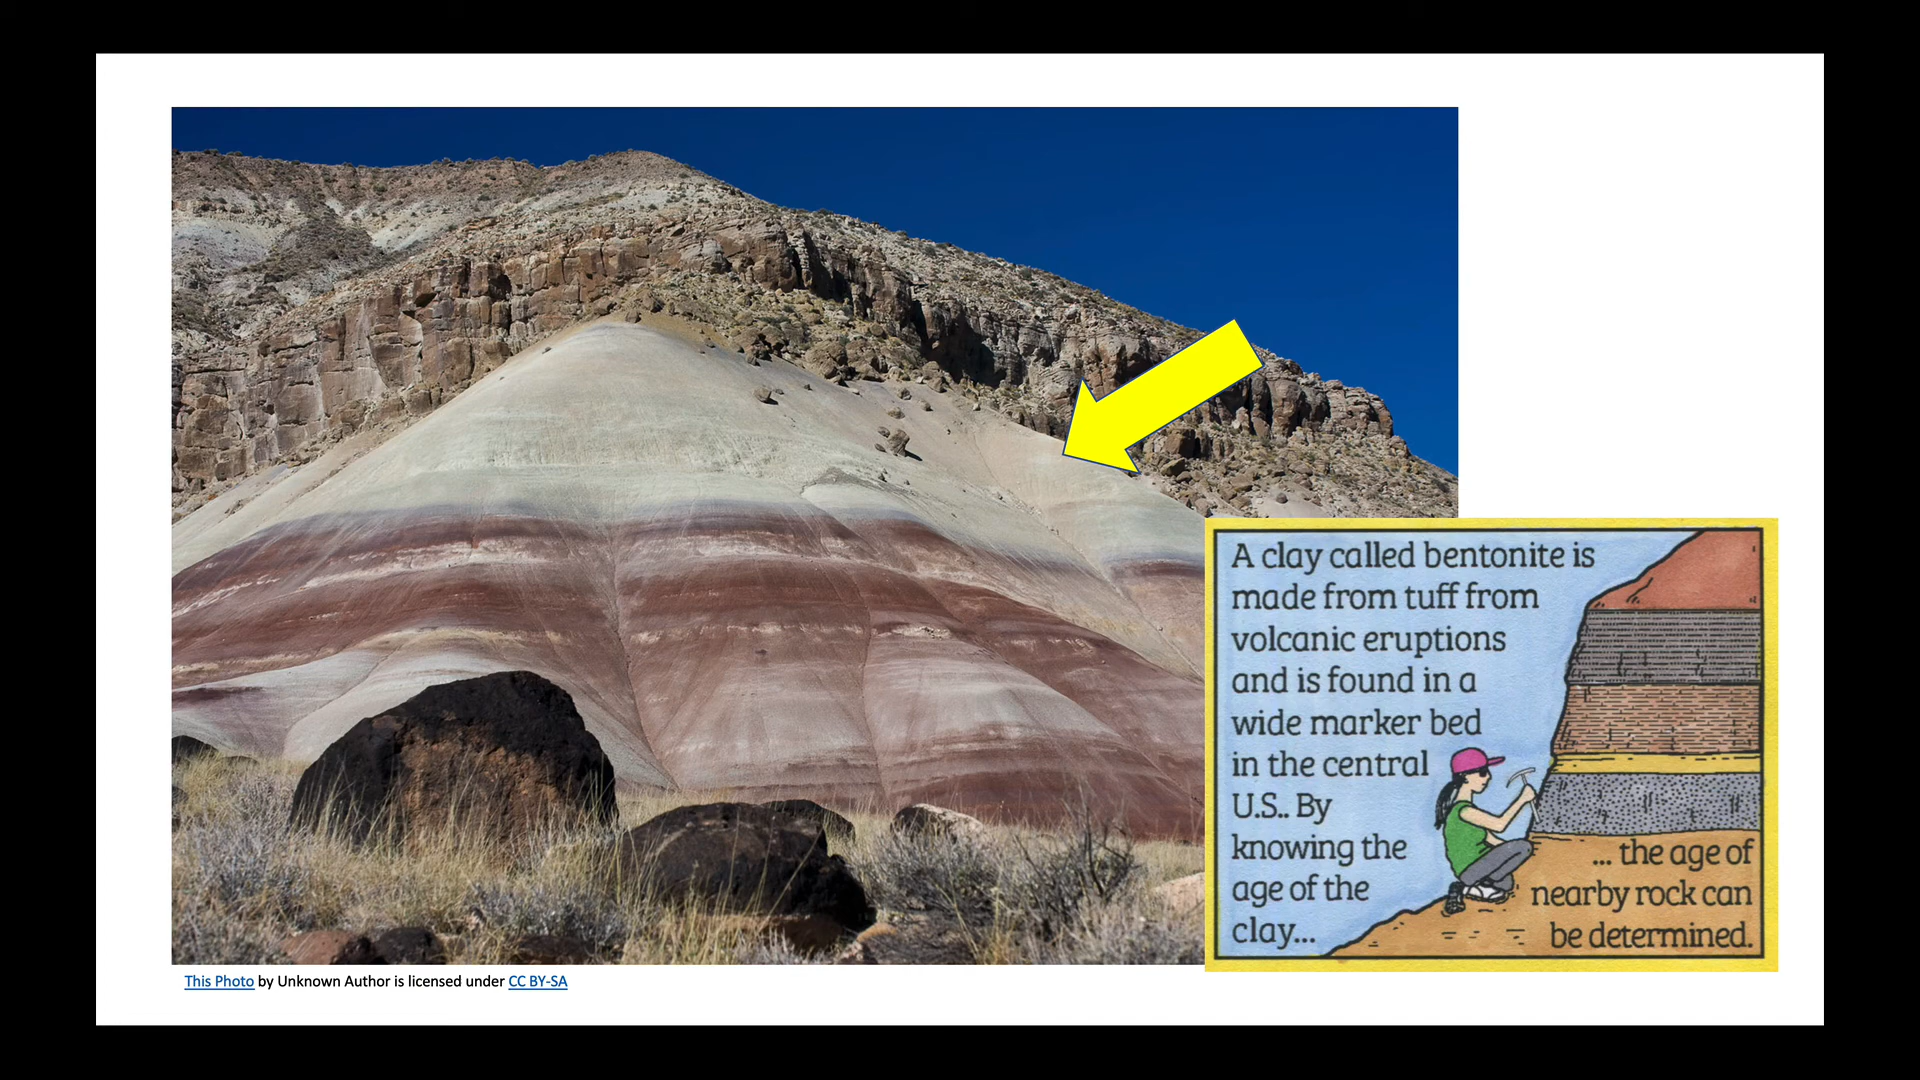 A clay called bentonite is
made from tuff from
volcanic eruptions
and is found in a
wide marker bed
in the central
U.S.. By
knowing the
age of the
clay...
... the age of
nearby rock can
be determined.
This Photo by Unknown Author is licensed under CC BY-SA